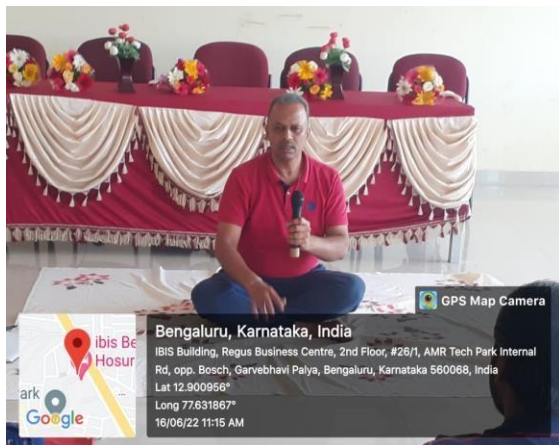 GPS Map Camera
ibis Be
Hosur
ark
Google
Bengaluru, Karnataka, India
IBIS Building, Regus Business Centre, 2nd Floor, #26/1, AMR Tech Park Internal
Rd, opp. Bosch, Garvebhavi Palya, Bengaluru, Karnataka 560068, India
Lat 12.900956°
Long 77.631867°
16/06/22 11:15 AM